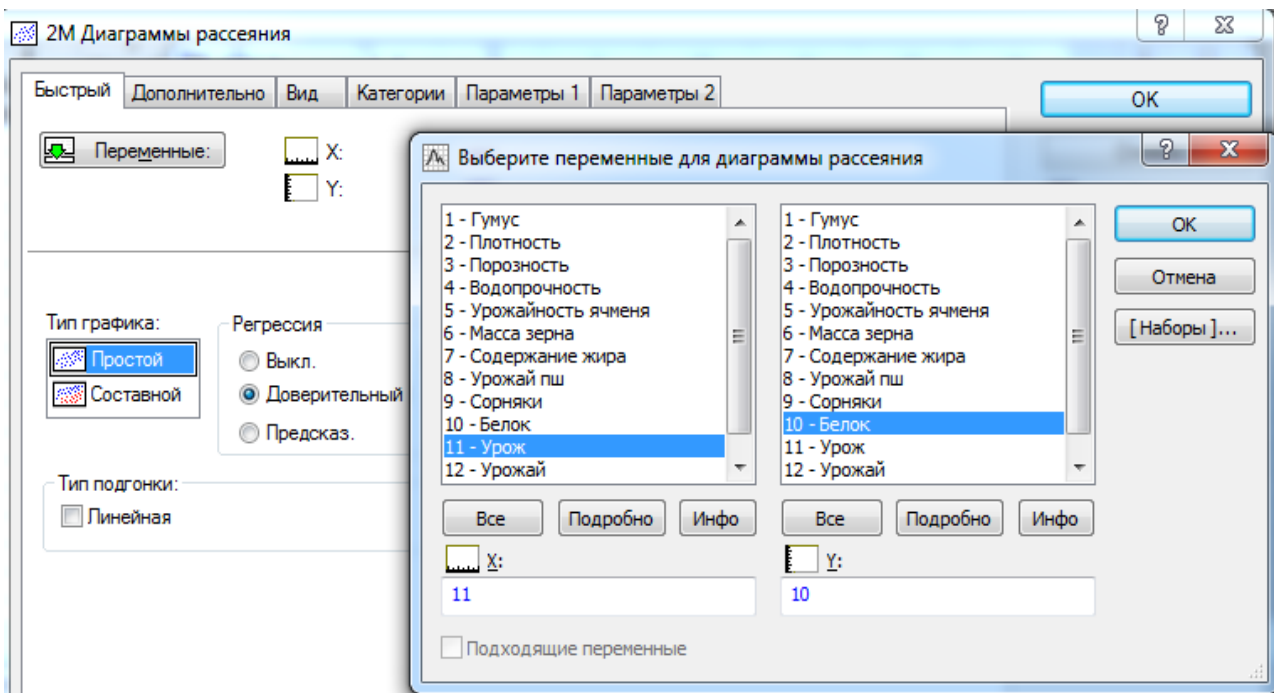 2М Диаграммы рассеяния
Быстрый Дополнительно Вид Категории Параметры 1 Параметры 2
OK
Переменные:
X:
Y:
Тип графика:
Простой
Составной
Регрессия
Выкл.
Доверительный
Предсказ.
Тип подгонки:
Линейная
Выберите переменные для диаграммы рассеяния
1 - Гумус
2 - Плотность
3 - Порозность
4 - Водопрочность
5 - Урожайность ячменя
6 - Масса зерна
7 - Содержание жира
8 - Урожай пш
9 - Сорняки
10 - Белок
11 - Урож
12 - Урожай
Все Подробно Инфо
X:
11
1 - Гумус
2 - Плотность
3 - Порозность
4 - Водопрочность
5 - Урожайность ячменя
6 - Масса зерна
7 - Содержание жира
8 - Урожай пш
9 - Сорняки
10 - Белок
11 - Урож
12 - Урожай
Все Подробно Инфо
Y:
10
OK
Отмена
[ Наборы ]...
Подходящие переменные